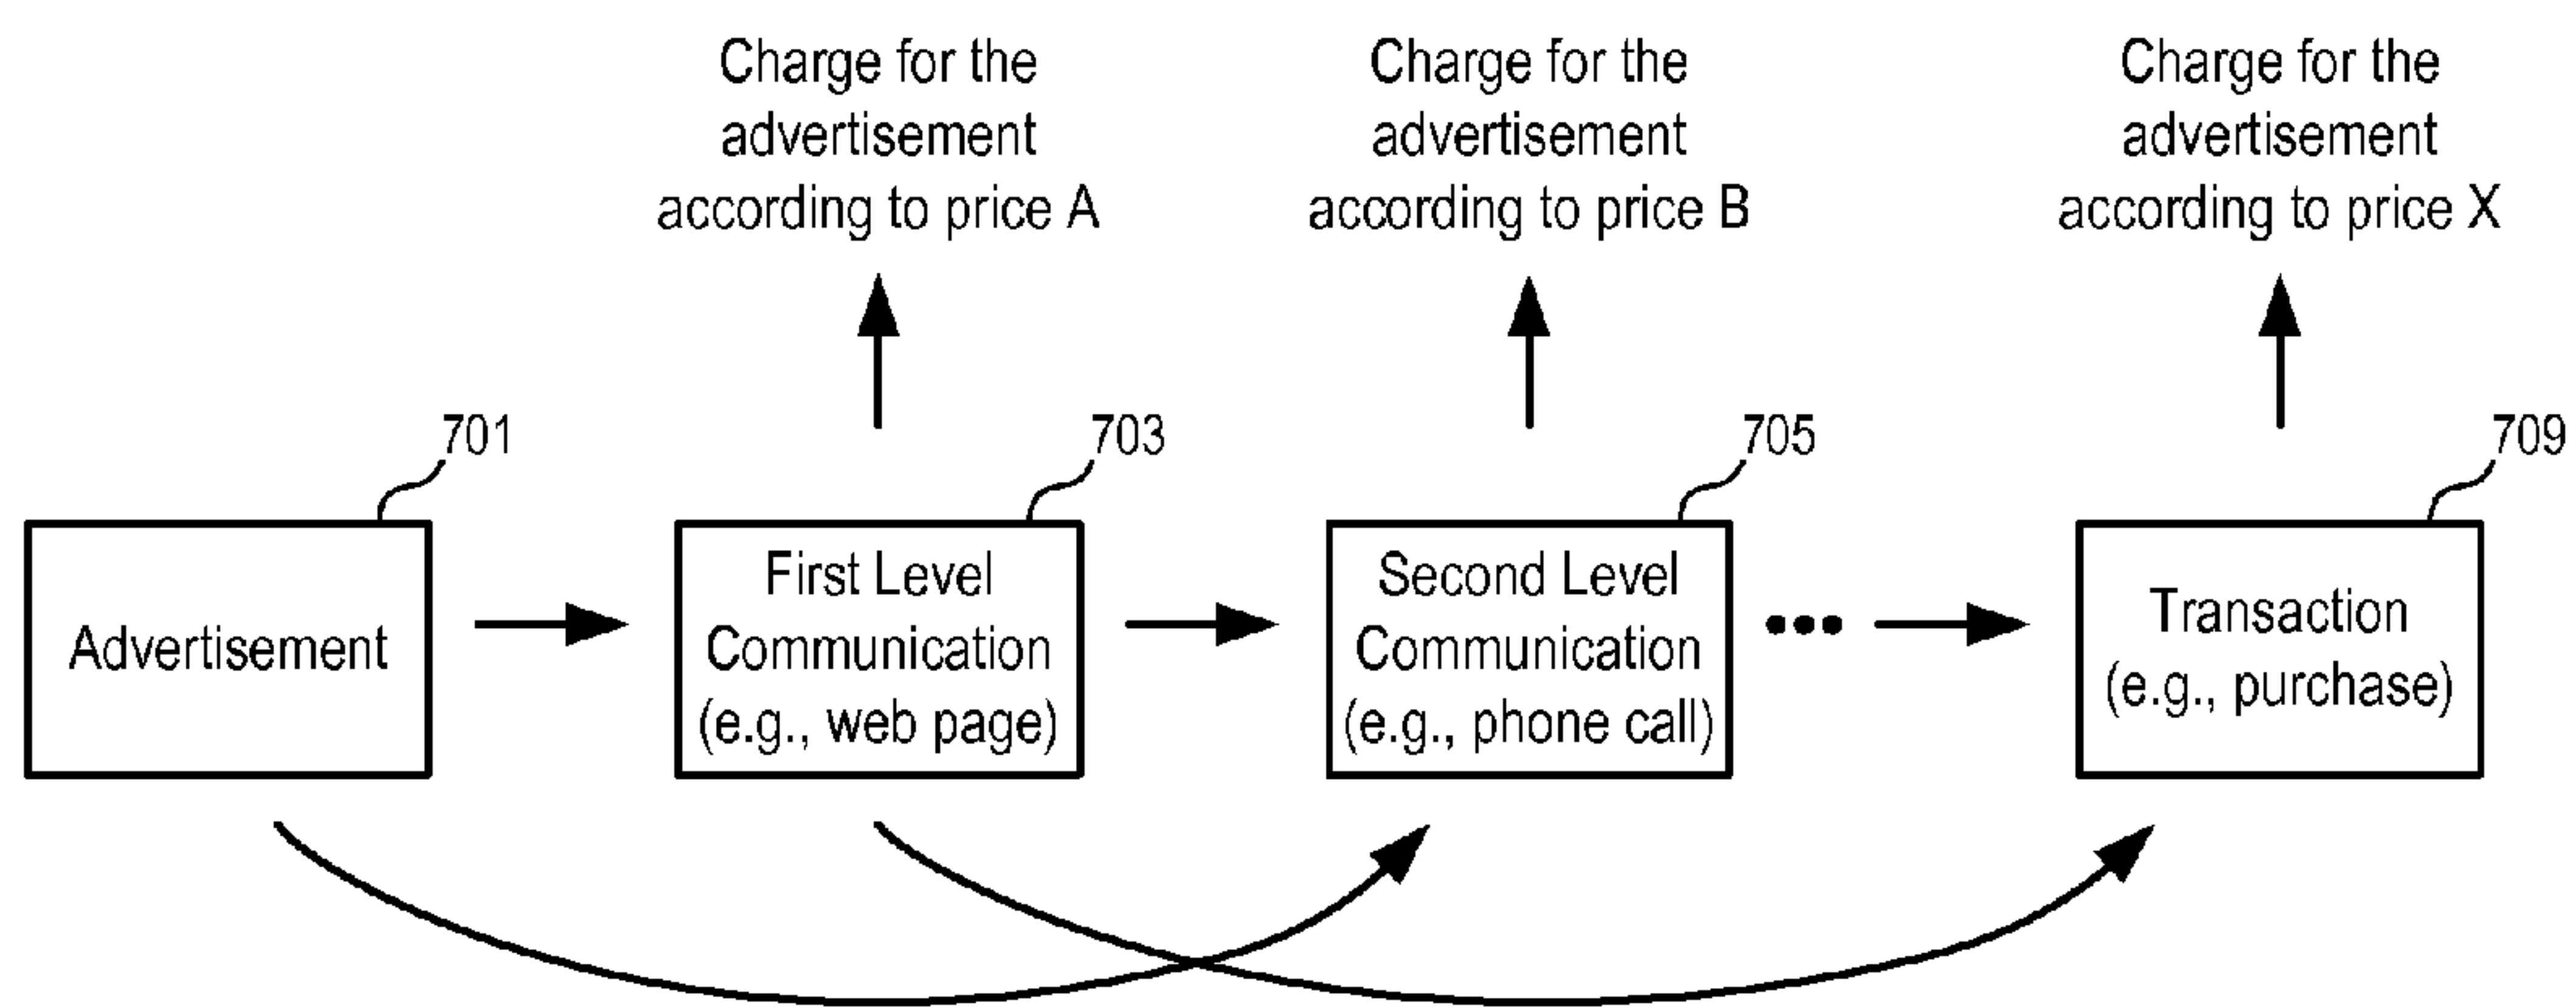 Charge for the
advertisement
according to price A
Charge for the
advertisement
according to price B
Charge for the
advertisement
according to price X
701
703
705
709
Advertisement
First Level
Communication
(e.g., web page)
Second Level
Communication
(e.g., phone call)
Transaction
(e.g., purchase)